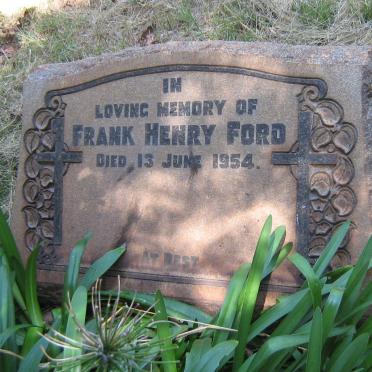 IN
LOVING MEMORY OF
FRANK HENRY FORD
DIED 13 JUNE 1954.
AT REST